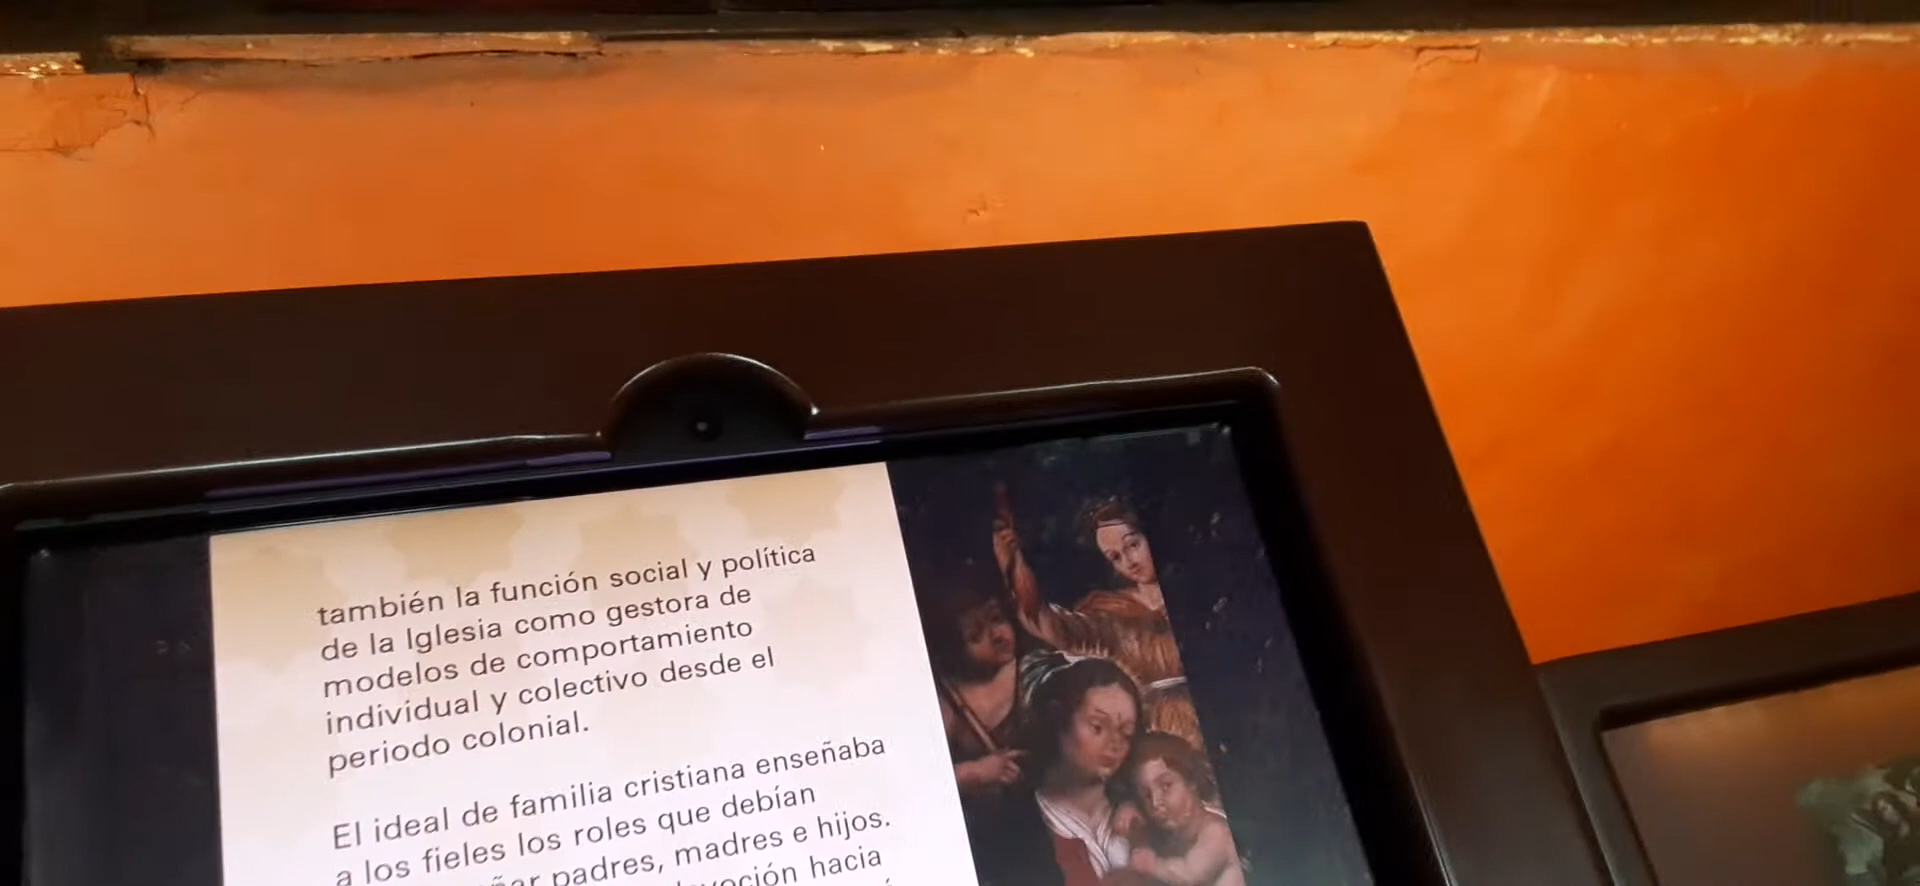 también la función social y política
de la Iglesia como gestora de
modelos de comportamiento
individual y colectivo desde el
periodo colonial.
El ideal de familia cristiana enseñaba
a los fieles los roles que debían
padres, madres e hijos.
hacia